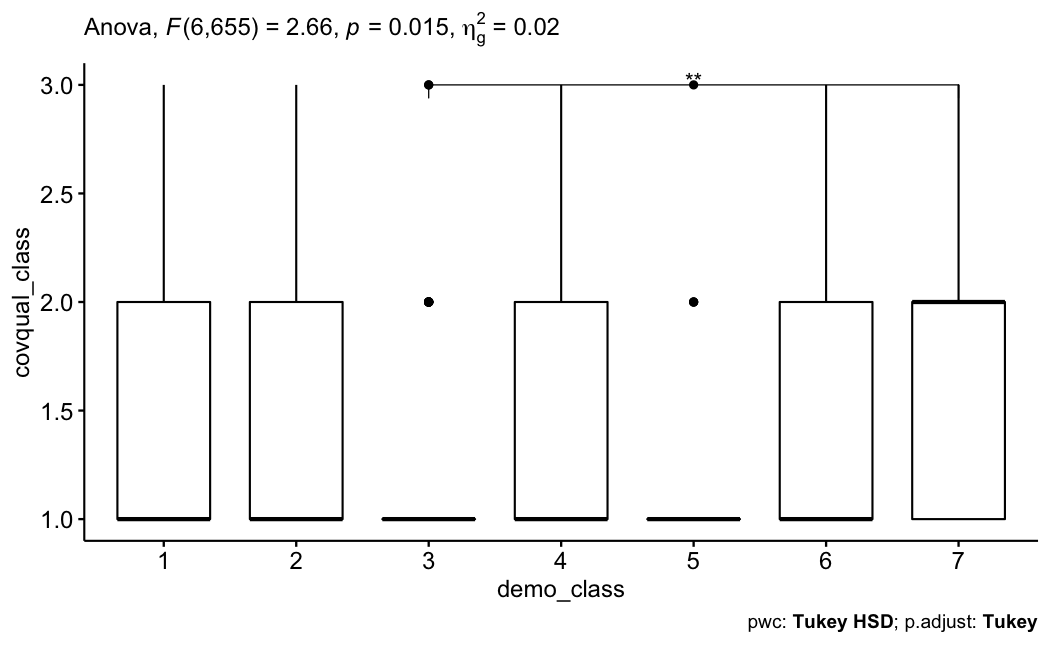 Anova, F(6,655) = 2.66, p = 0.015, η²g = 0.02
**
3.0
2.5
2.0
1.5
1.0
covqual_class
1 2 3 4 5 6 7
demo_class
pwc: Tukey HSD; p.adjust: Tukey